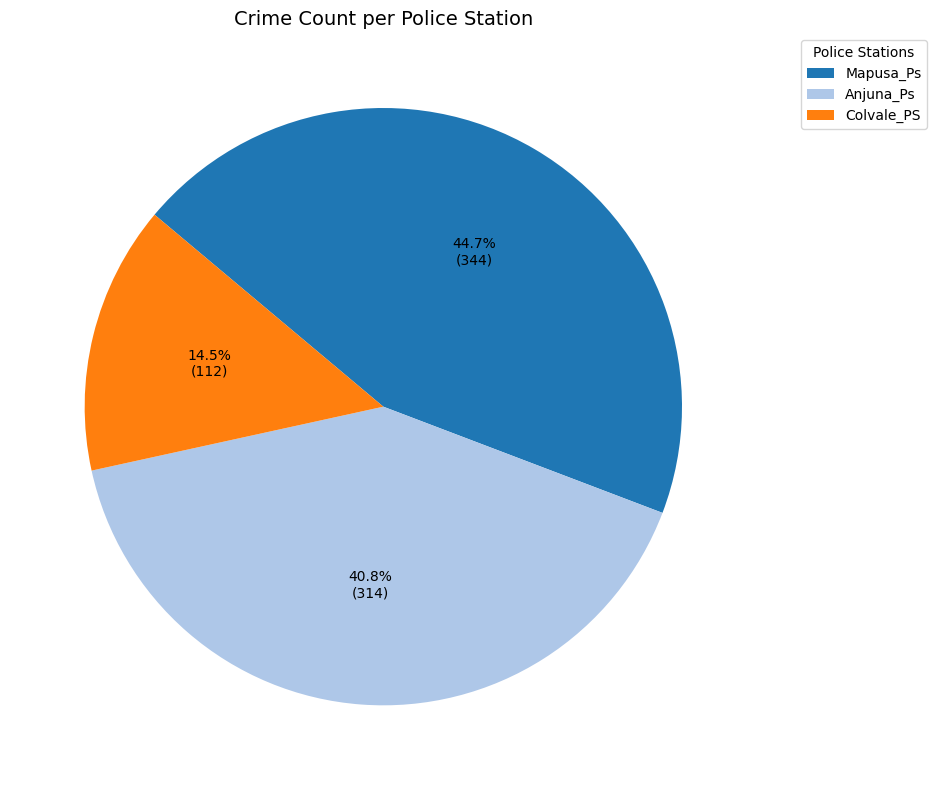 Crime Count per Police Station
Police Stations
Mapusa_Ps
Anjuna_Ps
Colvale_PS
44.7%
(344)
14.5%
(112)
40.8%
(314)